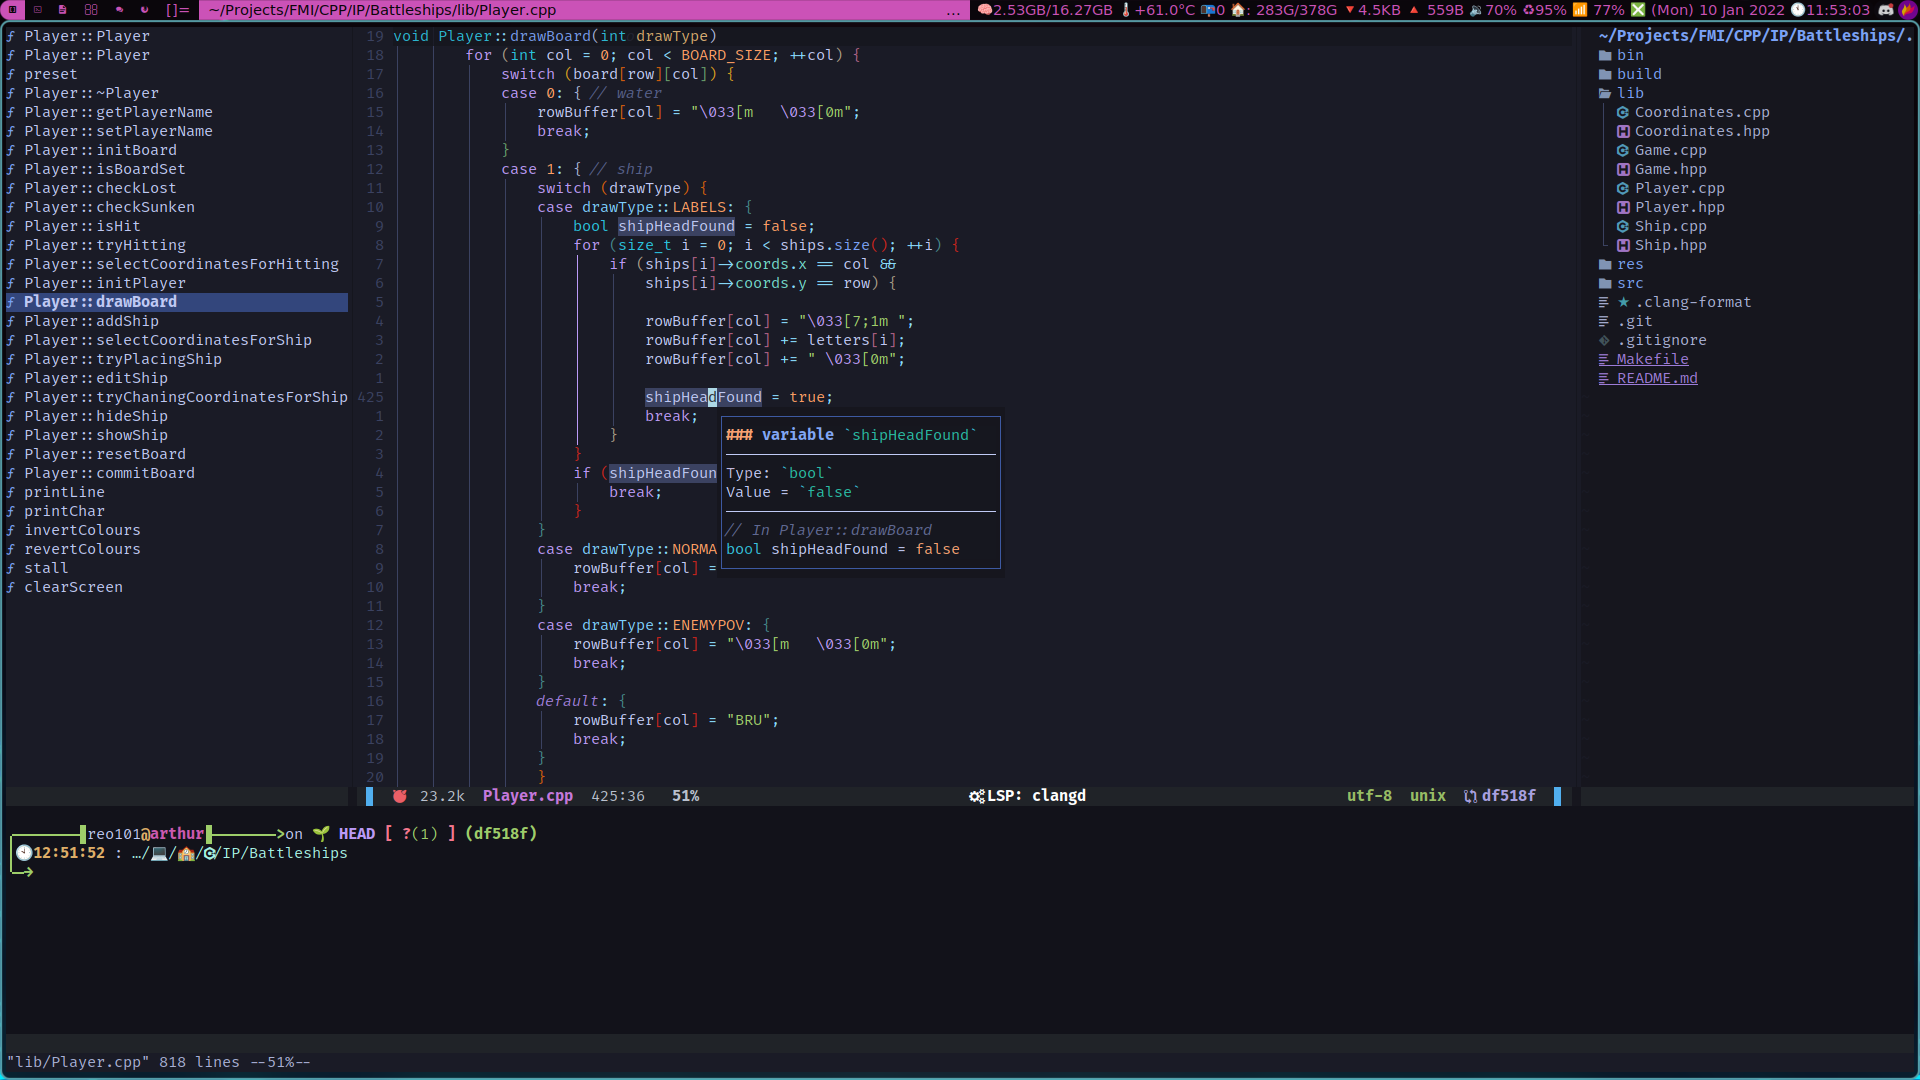 []= ~/Projects/FMI/CPP/IP/Battleships/lib/Player.cpp ... 2.53GB/16.27GB +61.0°C 0 : 283G/378G 4.5KB 559B 70% 95% 77% (Mon) 10 Jan 2022 11:53:03
ƒ Player::Player
ƒ Player::Player
ƒ preset
ƒ Player::~Player
ƒ Player::getPlayerName
ƒ Player::setPlayerName
ƒ Player::initBoard
ƒ Player::isBoardSet
ƒ Player::checkLost
ƒ Player::checkSunken
ƒ Player::isHit
ƒ Player::tryHitting
ƒ Player::selectCoordinatesForHitting
ƒ Player::initPlayer
ƒ Player::drawBoard
ƒ Player::addShip
ƒ Player::selectCoordinatesForShip
ƒ Player::tryPlacingShip
ƒ Player::editShip
ƒ Player::tryChaningCoordinatesForShip
ƒ Player::hideShip
ƒ Player::showShip
ƒ Player::resetBoard
ƒ Player::commitBoard
ƒ printLine
ƒ printChar
ƒ invertColours
ƒ revertColours
ƒ stall
ƒ clearScreen
19 void Player::drawBoard(int drawType)
18 for (int col = 0; col < BOARD_SIZE; ++col) {
17 switch (board[row][col]) {
16 case 0: { // water
15 rowBuffer[col] = "\033[m   \033[0m";
14 break;
13 }
12 case 1: { // ship
11 switch (drawType) {
10 case drawType::LABELS: {
9 bool shipHeadFound = false;
8 for (size_t i = 0; i < ships.size(); ++i) {
7 if (ships[i]->coords.x == col &&
6 ships[i]->coords.y == row) {
5
4 rowBuffer[col] = "\033[7;1m ";
3 rowBuffer[col] += letters[i];
2 rowBuffer[col] += " \033[0m";
1
425 shipHeadFound = true;
1 break;
2 }
3 }
4 if (shipHeadFoun
5 break;
6 }
7 }
8 case drawType::NORMA
9 rowBuffer[col] =
10 break;
11 }
12 case drawType::ENEMYPOV: {
13 rowBuffer[col] = "\033[m   \033[0m";
14 break;
15 }
16 default: {
17 rowBuffer[col] = "BRU";
18 break;
19 }
20 }
### variable `shipHeadFound`
Type: `bool`
Value = `false`
// In Player::drawBoard
bool shipHeadFound = false
~/Projects/FMI/CPP/IP/Battleships/.
bin
build
lib
Coordinates.cpp
Coordinates.hpp
Game.cpp
Game.hpp
Player.cpp
Player.hpp
Ship.cpp
Ship.hpp
res
src
★ .clang-format
.git
.gitignore
Makefile
README.md
23.2k Player.cpp 425:36 51% LSP: clangd utf-8 unix df518f
reo101@arthur >on HEAD [ ?(1) ] (df518f)
12:51:52 : …/💻/🏫/C/IP/Battleships
"lib/Player.cpp" 818 lines --51%--